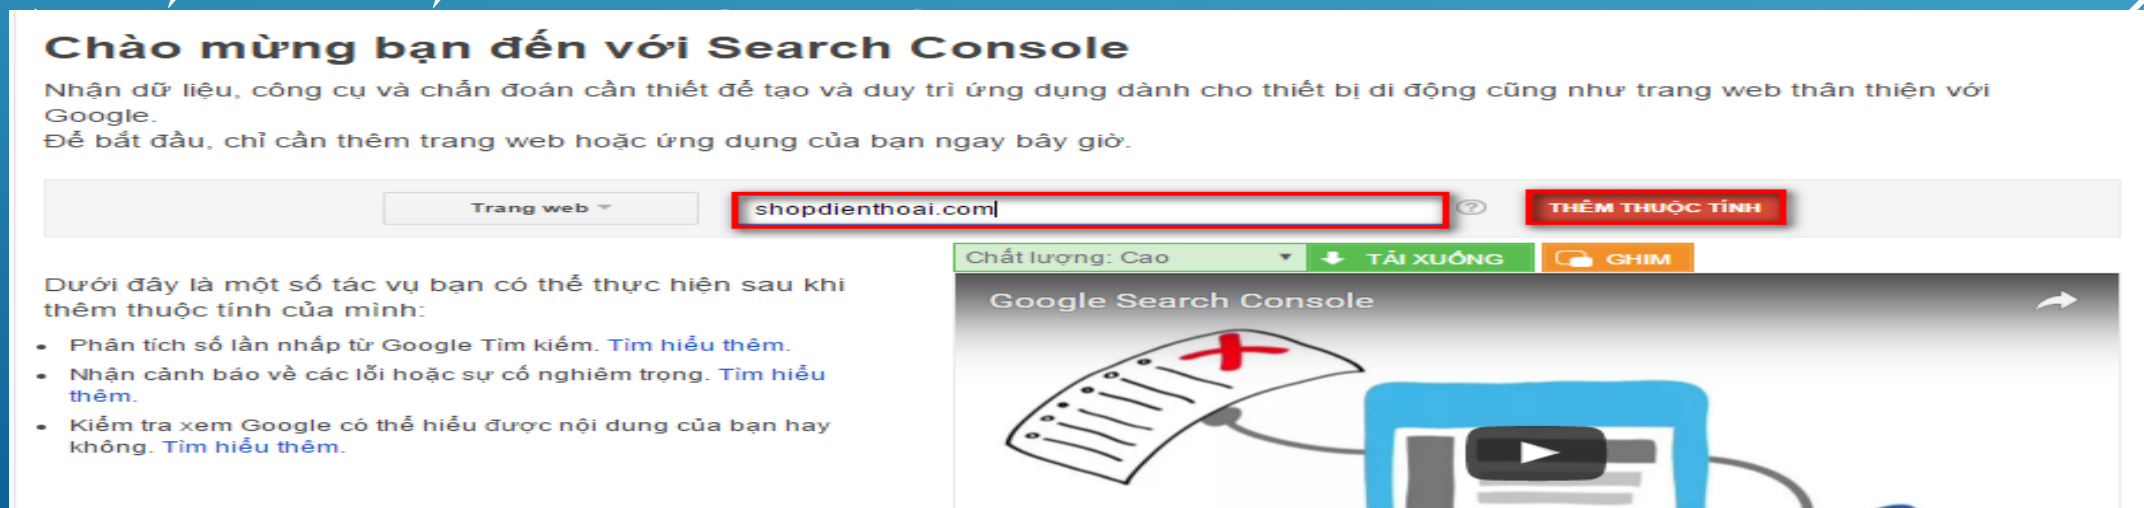 Chào mừng bạn đến với Search Console
Nhận dữ liệu, công cụ và chẩn đoán cần thiết để tạo và duy trì ứng dụng dành cho thiết bị di động cũng như trang web thân thiện với
Google.
Để bắt đầu, chỉ cần thêm trang web hoặc ứng dụng của bạn ngay bây giờ.
Trang web
shopdienthoai.com
?
THÊM THUỘC TÍNH
Chất lượng: Cao
TẢI XUỐNG
GHIM
Dưới đây là một số tác vụ bạn có thể thực hiện sau khi
thêm thuộc tính của mình:
Google Search Console
• Phân tích số lần nhấp từ Google Tìm kiếm. Tìm hiểu thêm.
• Nhận cảnh báo về các lỗi hoặc sự cố nghiêm trọng. Tìm hiểu
thêm.
• Kiểm tra xem Google có thể hiểu được nội dung của bạn hay
không. Tìm hiểu thêm.